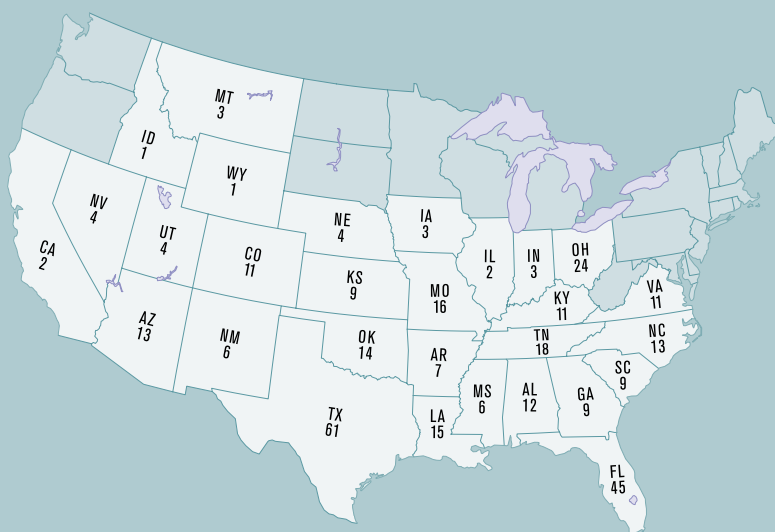 MT
3
ID
1
WY
1
NV
4
UT
4
CO
11
CA
2
AZ
13
NM
6
NE
4
KS
9
OK
14
TX
61
IA
3
MO
16
AR
7
LA
15
IL
2
IN
3
OH
24
KY
11
TN
18
MS
6
AL
12
GA
9
FL
45
SC
9
NC
13
VA
11